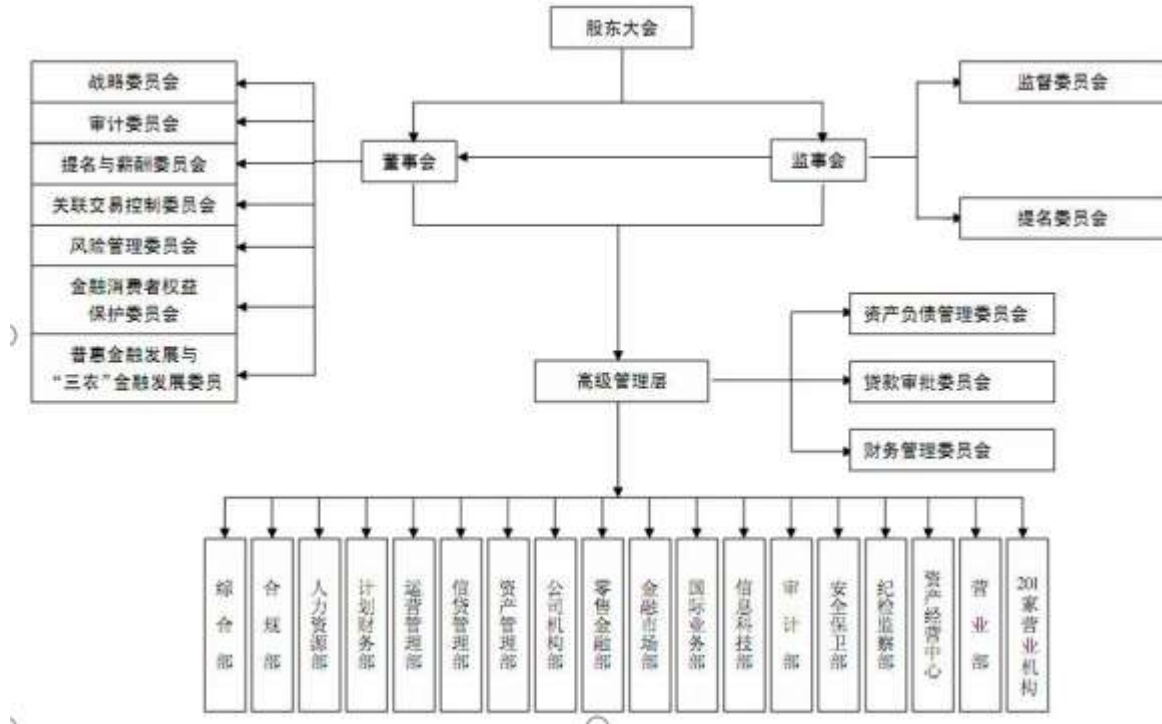 股东大会
战略委员会
审计委员会
提名与薪酬委员会
关联交易控制委员会
风险管理委员会
金融消费者权益
保护委员会
普惠金融发展与
“三农”金融发展委员
董事会
监事会
监督委员会
提名委员会
高级管理层
资产负债管理委员会
贷款审批委员会
财务管理委员会
综合部
合规部
人力资源部
计划财务部
运营管理部
信贷管理部
资产管理部
公司机构部
零售金融部
金融市场部
国际业务部
信息科技部
审计部
安全保卫部
纪检监察部
资产经营中心
营业部
201家营业机构